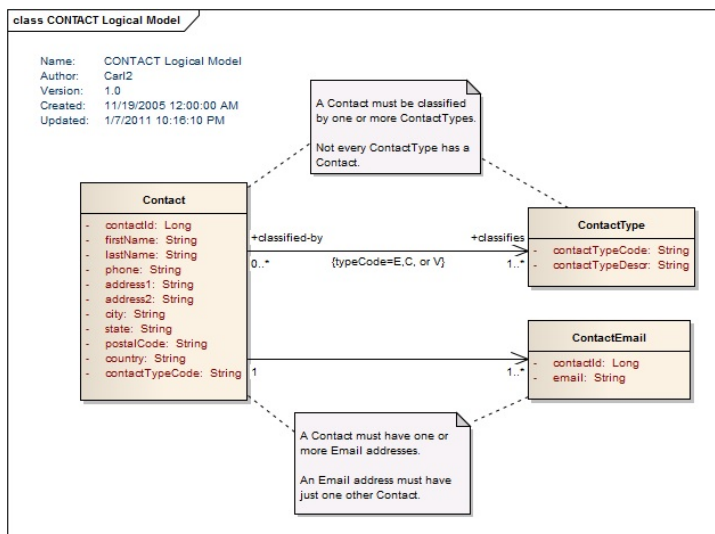 class CONTACT Logical Model
Name: CONTACT Logical Model
Author: Carl2
Version: 1.0
Created: 11/19/2005 12:00:00 AM
Updated: 1/7/2011 10:16:10 PM
A Contact must be classified
by one or more ContactTypes.
Not every ContactType has a
Contact.
Contact
- contactId: Long
- firstName: String
- lastName: String
- phone: String
- address1: String
- address2: String
- city: String
- state: String
- postalCode: String
- country: String
- contactTypeCode: String
+classified-by
+classifies
0..*
{typeCode=E,C, or V}
1..*
ContactType
- contactTypeCode: String
- contactTypeDescr: String
1
1..*
ContactEmail
- contactId: Long
- email: String
A Contact must have one or
more Email addresses.
An Email address must have
just one other Contact.